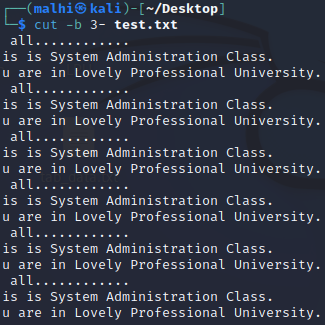 ┌──(malhi㉿kali)-[~/Desktop]
└─$ cut -b 3- test.txt
 all............
is is System Administration Class.
u are in Lovely Professional University.
 all............
is is System Administration Class.
u are in Lovely Professional University.
 all............
is is System Administration Class.
u are in Lovely Professional University.
 all............
is is System Administration Class.
u are in Lovely Professional University.
 all............
is is System Administration Class.
u are in Lovely Professional University.
 all............
is is System Administration Class.
u are in Lovely Professional University.